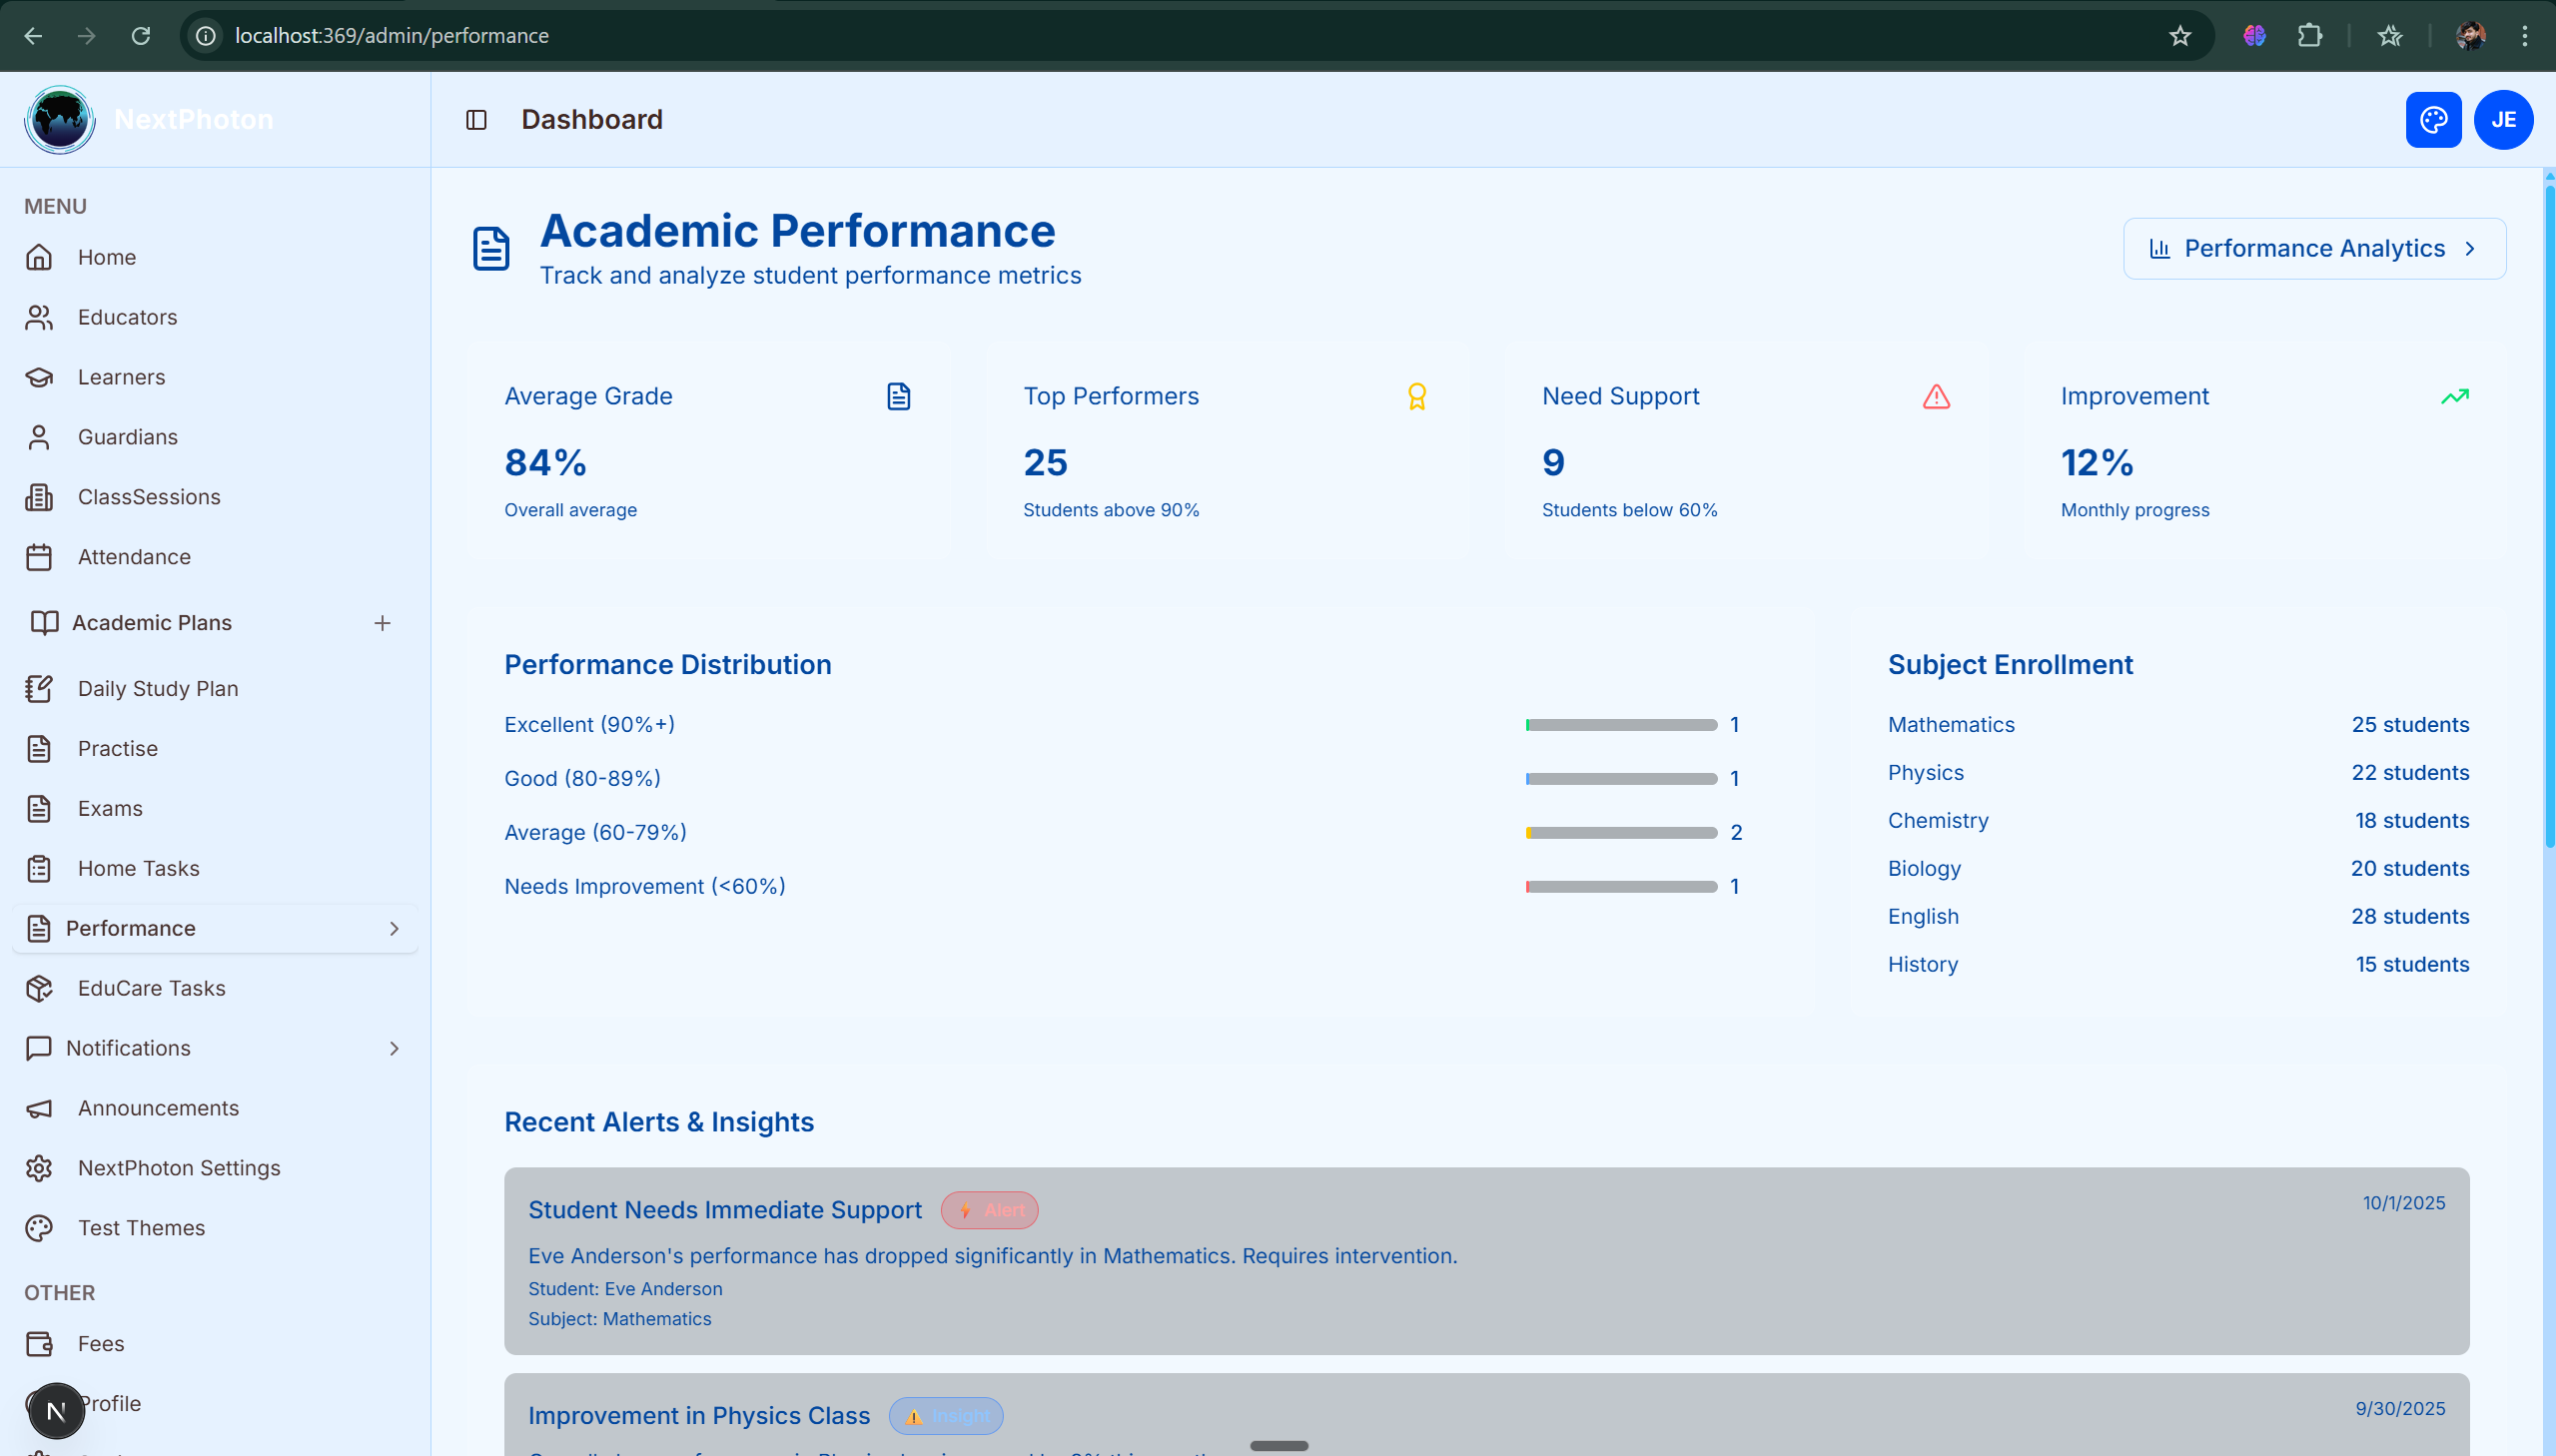 localhost:369/admin/performance
NextPhoton
Dashboard
JE
MENU
Home
Educators
Learners
Guardians
ClassSessions
Attendance
Academic Plans
Daily Study Plan
Practise
Exams
Home Tasks
Performance
EduCare Tasks
Notifications
Announcements
NextPhoton Settings
Test Themes
OTHER
Fees
Profile
N
Academic Performance
Track and analyze student performance metrics
Performance Analytics
Average Grade
84%
Overall average
Top Performers
25
Students above 90%
Need Support
9
Students below 60%
Improvement
12%
Monthly progress
Performance Distribution
Excellent (90%+) 1
Good (80-89%) 1
Average (60-79%) 2
Needs Improvement (<60%) 1
Subject Enrollment
Mathematics 25 students
Physics 22 students
Chemistry 18 students
Biology 20 students
English 28 students
History 15 students
Recent Alerts & Insights
Student Needs Immediate Support Alert 10/1/2025
Eve Anderson's performance has dropped significantly in Mathematics. Requires intervention.
Student: Eve Anderson
Subject: Mathematics
Improvement in Physics Class Insight 9/30/2025